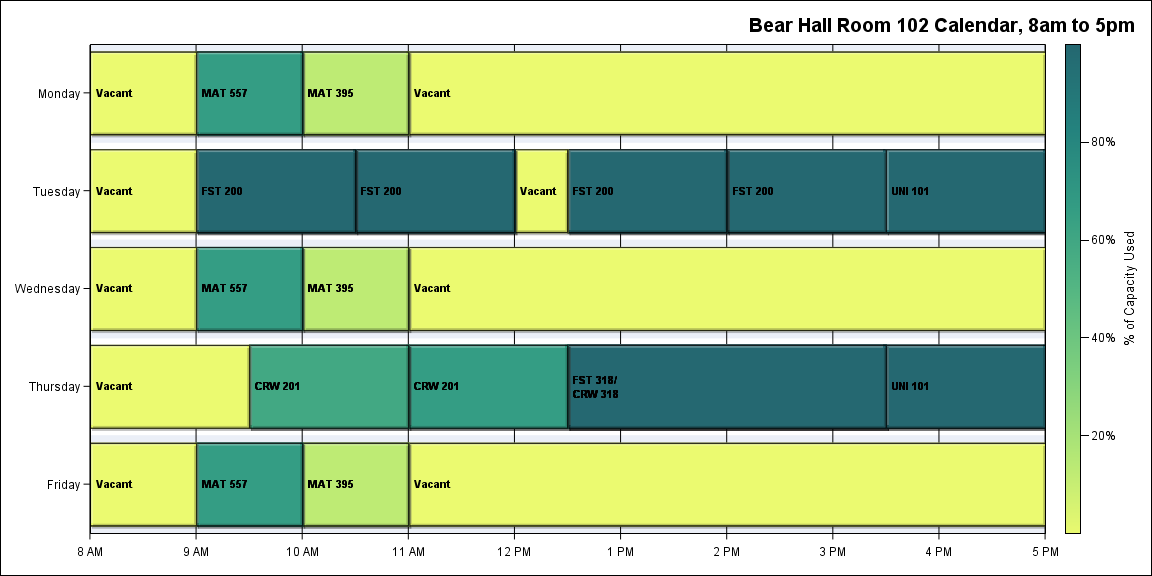 Bear Hall Room 102 Calendar, 8am to 5pm
Monday
Vacant
MAT 557
MAT 395
Vacant
Tuesday
Vacant
FST 200
FST 200
Vacant
FST 200
FST 200
UNI 101
Wednesday
Vacant
MAT 557
MAT 395
Vacant
Thursday
Vacant
CRW 201
CRW 201
FST 318/
CRW 318
UNI 101
Friday
Vacant
MAT 557
MAT 395
Vacant
8 AM
9 AM
10 AM
11 AM
12 PM
1 PM
2 PM
3 PM
4 PM
5 PM
80%
60%
40%
20%
% of Capacity Used